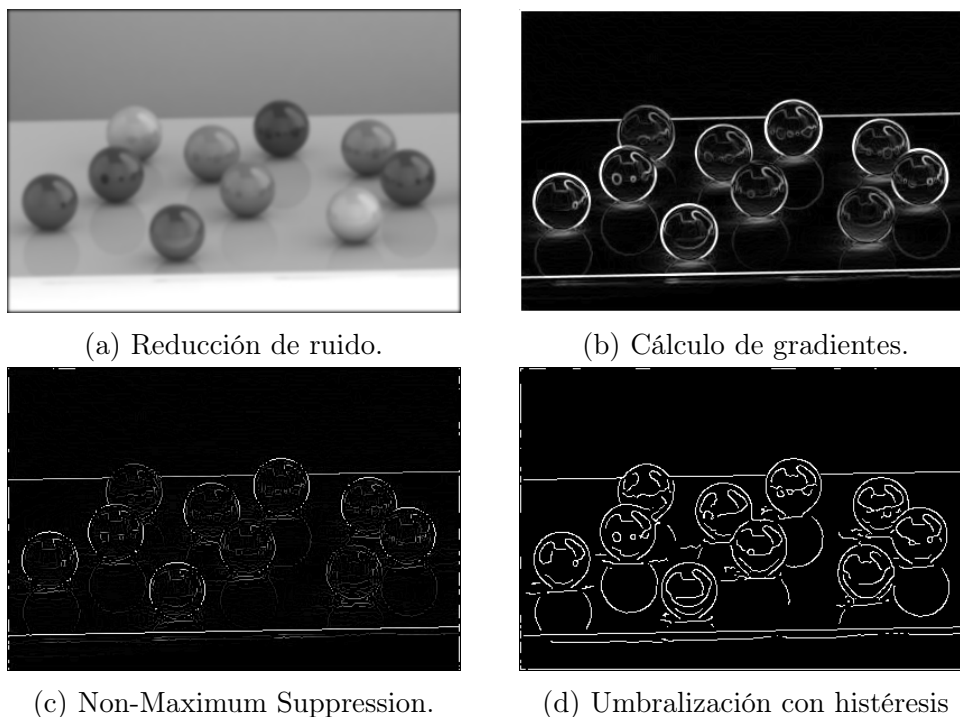 (a) Reducción de ruido.
(b) Cálculo de gradientes.
(c) Non-Maximum Suppression.
(d) Umbralización con histéresis